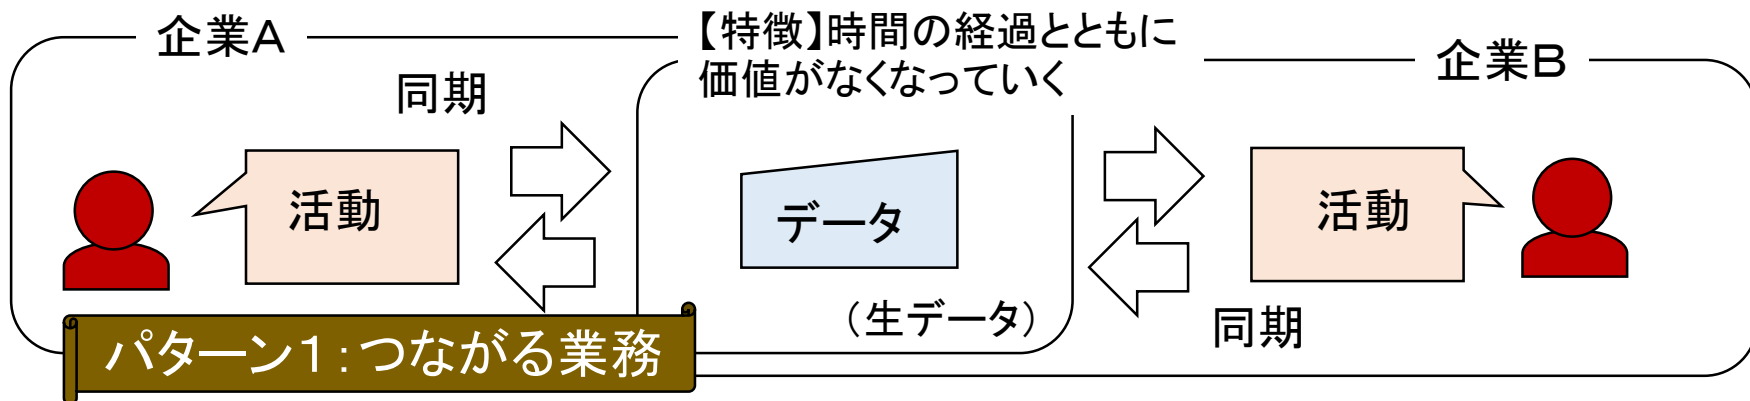 企業A
【特徴】時間の経過とともに
価値がなくなっていく
企業B
同期
活動
データ
活動
(生データ)
同期
パターン1:つながる業務